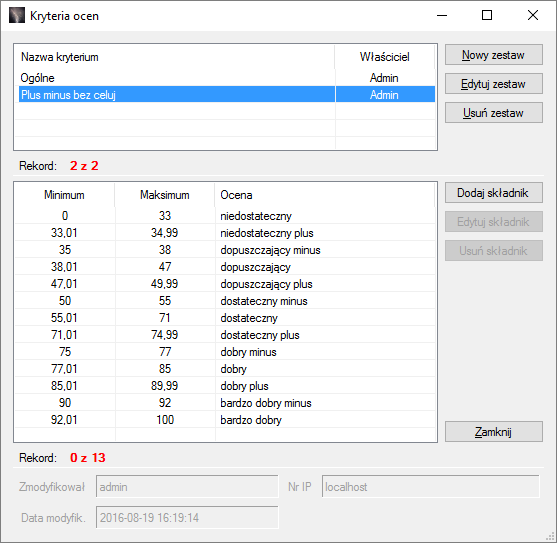 Kryteria ocen
Nazwa kryterium Właściciel
Ogólne Admin
Plus minus bez celuj Admin
Nowy zestaw
Edytuj zestaw
Usuń zestaw
Rekord: 2 z 2
Minimum Maksimum Ocena
0 33 niedostateczny
33,01 34,99 niedostateczny plus
35 38 dopuszczający minus
38,01 47 dopuszczający
47,01 49,99 dopuszczający plus
50 55 dostateczny minus
55,01 71 dostateczny
71,01 74,99 dostateczny plus
75 77 dobry minus
77,01 85 dobry
85,01 89,99 dobry plus
90 92 bardzo dobry minus
92,01 100 bardzo dobry
Dodaj składnik
Edytuj składnik
Usuń składnik
Zamknij
Rekord: 0 z 13
Zmodyfikował admin Nr IP localhost
Data modyfik. 2016-08-19 16:19:14